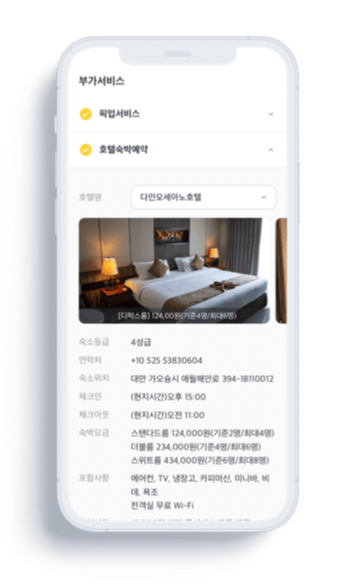 부가서비스
픽업서비스
호텔숙박예약
호텔명 다인오세아노호텔
[디럭스룸] 124,00원(기준4명/최대6명)
숙소등급 4성급
연락처 +10 525 53830604
숙소위치 대만 가오슝시 애월해안로 394-18110012
체크인 (현지시간)오후 15:00
체크아웃 (현지시간)오전 11:00
숙박요금 스탠다드룸 124,000원(기준2명/최대4명)
더블룸 234,000원(기준4명/최대6명)
스위트룸 434,000원(기준6명/최대8명)
포함사항 에어컨, TV, 냉장고, 카피머신, 미니바, 비
데, 욕조
전객실 무료 Wi-Fi